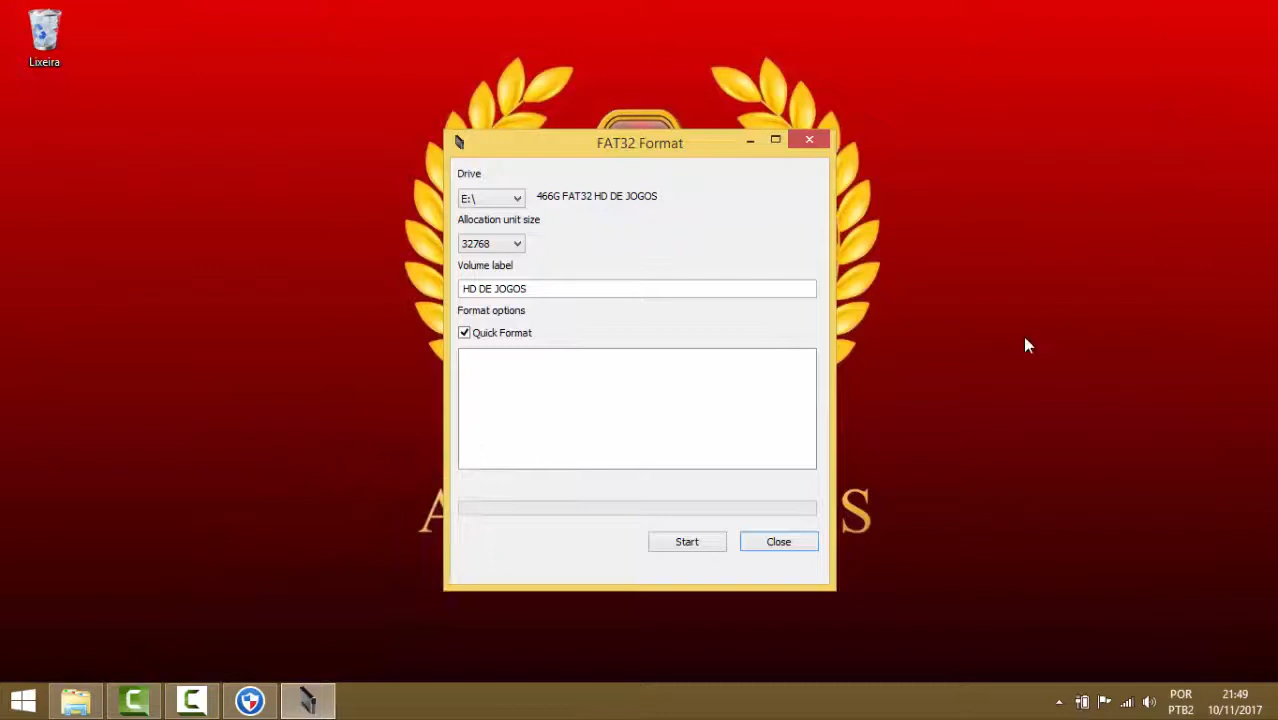 Lixeira
FAT32 Format
Drive
E:\
466G FAT32 HD DE JOGOS
Allocation unit size
32768
Volume label
HD DE JOGOS
Format options
Quick Format
A
S
Start
Close
POR
PTB2
21:49
10/11/2017